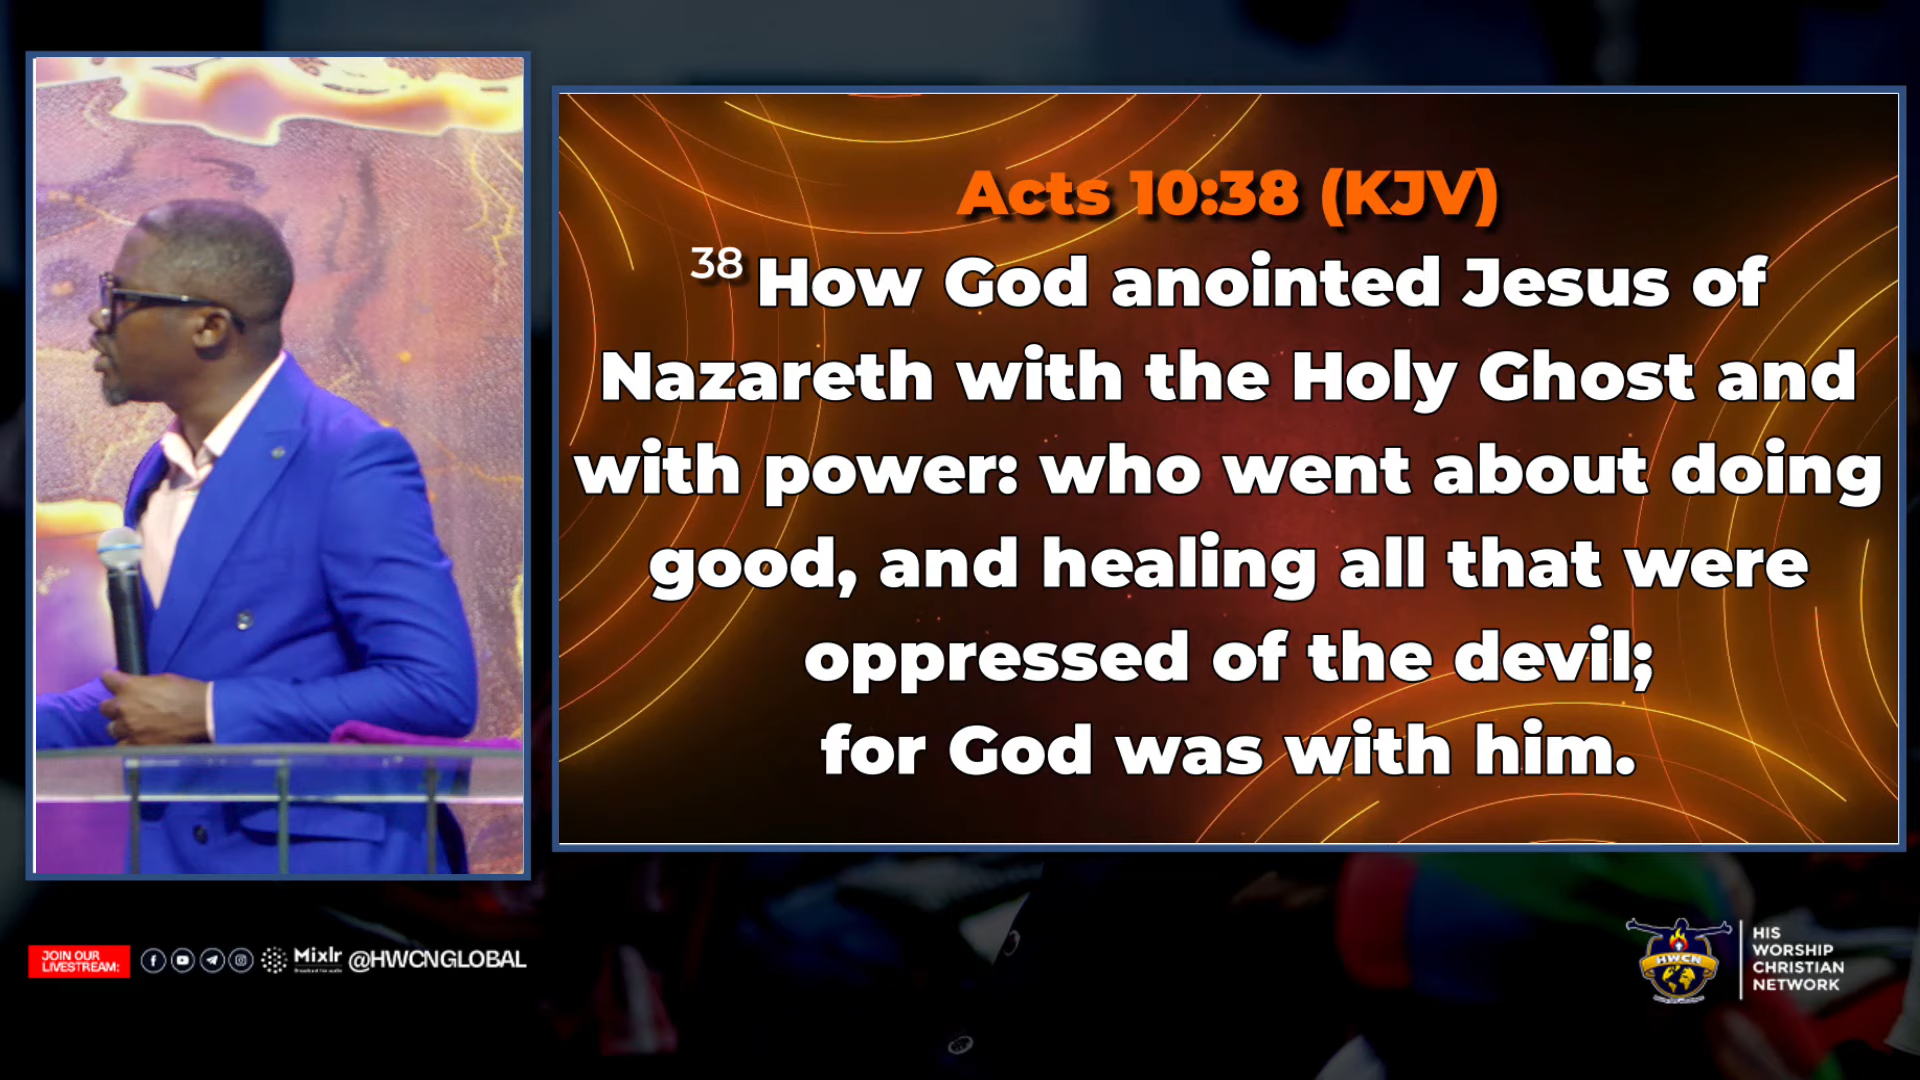 Acts 10:38 (KJV)
38 How God anointed Jesus of
Nazareth with the Holy Ghost and
with power: who went about doing
good, and healing all that were
oppressed of the devil;
for God was with him.
JOIN OUR
LIVESTREAM:
Mixlr
@HWCNGLOBAL
HWCN
HIS
WORSHIP
CHRISTIAN
NETWORK